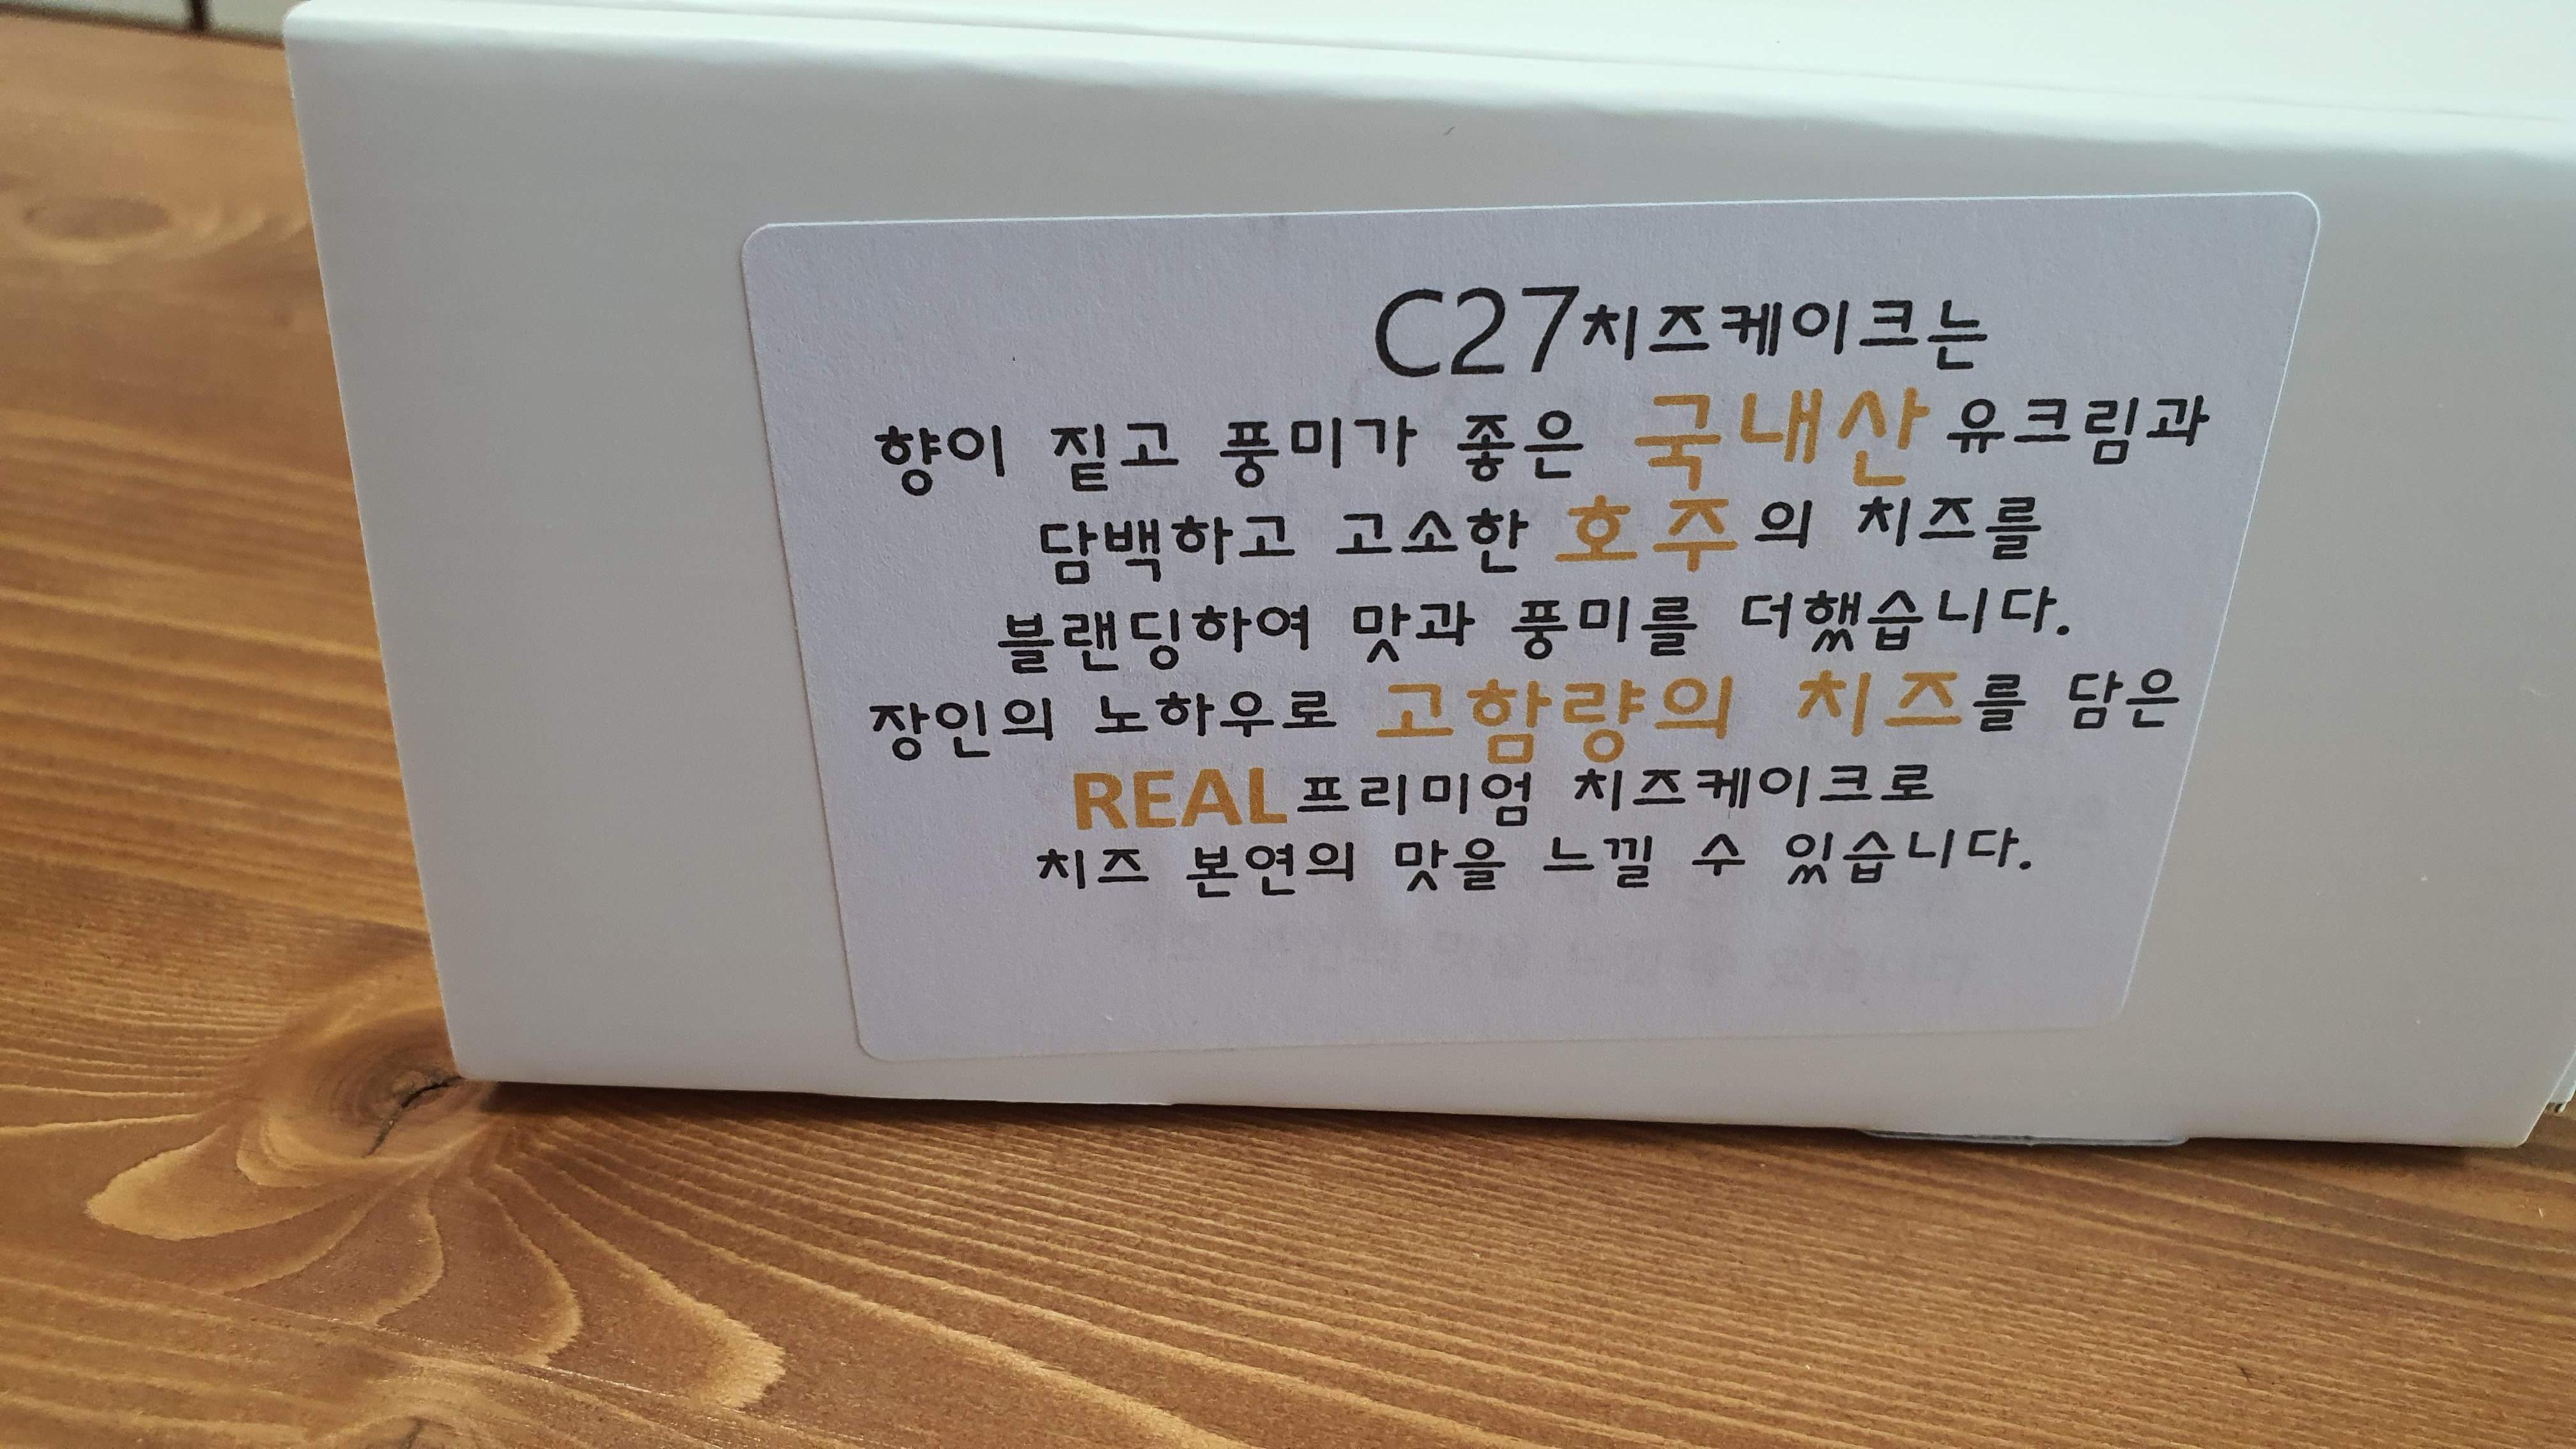 C27치즈케이크는
향이 짙고 풍미가 좋은 국내산 유크림과
담백하고 고소한 호주의 치즈를
블랜딩하여 맛과 풍미를 더했습니다.
장인의 노하우로 고함량의 치즈를 담은
REAL프리미엄 치즈케이크로
치즈 본연의 맛을 느낄 수 있습니다.